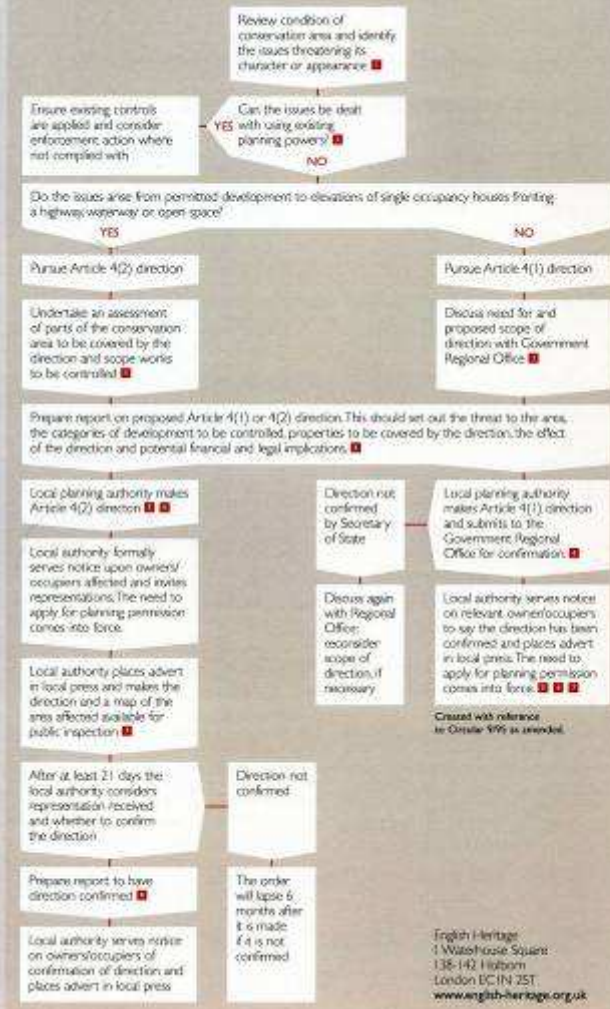 Review condition of
conservation area and identify
the issues threatening its
character or appearance
Ensure existing controls
are applied and consider
enforcement action where
not complied with
YES
Can the issues be dealt
with using existing
planning powers?
NO
Do the issues arise from permitted development to elevations of single occupancy houses fronting
a highway, waterway or open space?
YES
NO
Pursue Article 4(2) direction
Pursue Article 4(1) direction
Undertake an assessment
of parts of the conservation
area to be covered by the
direction and scope works
to be controlled
Discuss need for and
proposed scope of
direction with Government
Regional Office
Prepare report on proposed Article 4(1) or 4(2) direction. This should set out the threat to the area,
the categories of development to be controlled, properties to be covered by the direction, the effect
of the direction and potential financial and legal implications.
Local planning authority makes
Article 4(2) direction
Direction not
confirmed
by Secretary
of State
Local planning authority
makes Article 4(1) direction
and submits to the
Government Regional
Office for confirmation.
Local authority formally
serves notice upon owners/
occupiers affected and invites
representations. The need to
apply for planning permission
comes into force.
Discuss again
with Regional
Office;
reconsider
scope of
direction, if
necessary
Local authority serves notice
on relevant owner/occupiers
to say the direction has been
confirmed and places advert
in local press. The need to
apply for planning permission
comes into force.
Local authority places advert
in local press and makes the
direction and a map of the
area affected available for
public inspection
Created with reference
to Circular 9/95 as amended.
After at least 21 days the
local authority considers
representation received
and whether to confirm
the direction
Direction not
confirmed
Prepare report to have
direction confirmed
The order
will lapse 6
months after
it is made
if it is not
confirmed
Local authority serves notice
on owners/occupiers of
confirmation of direction and
places advert in local press
English Heritage
1 Waterhouse Square
138-142 Holborn
London EC1N 2ST
www.english-heritage.org.uk